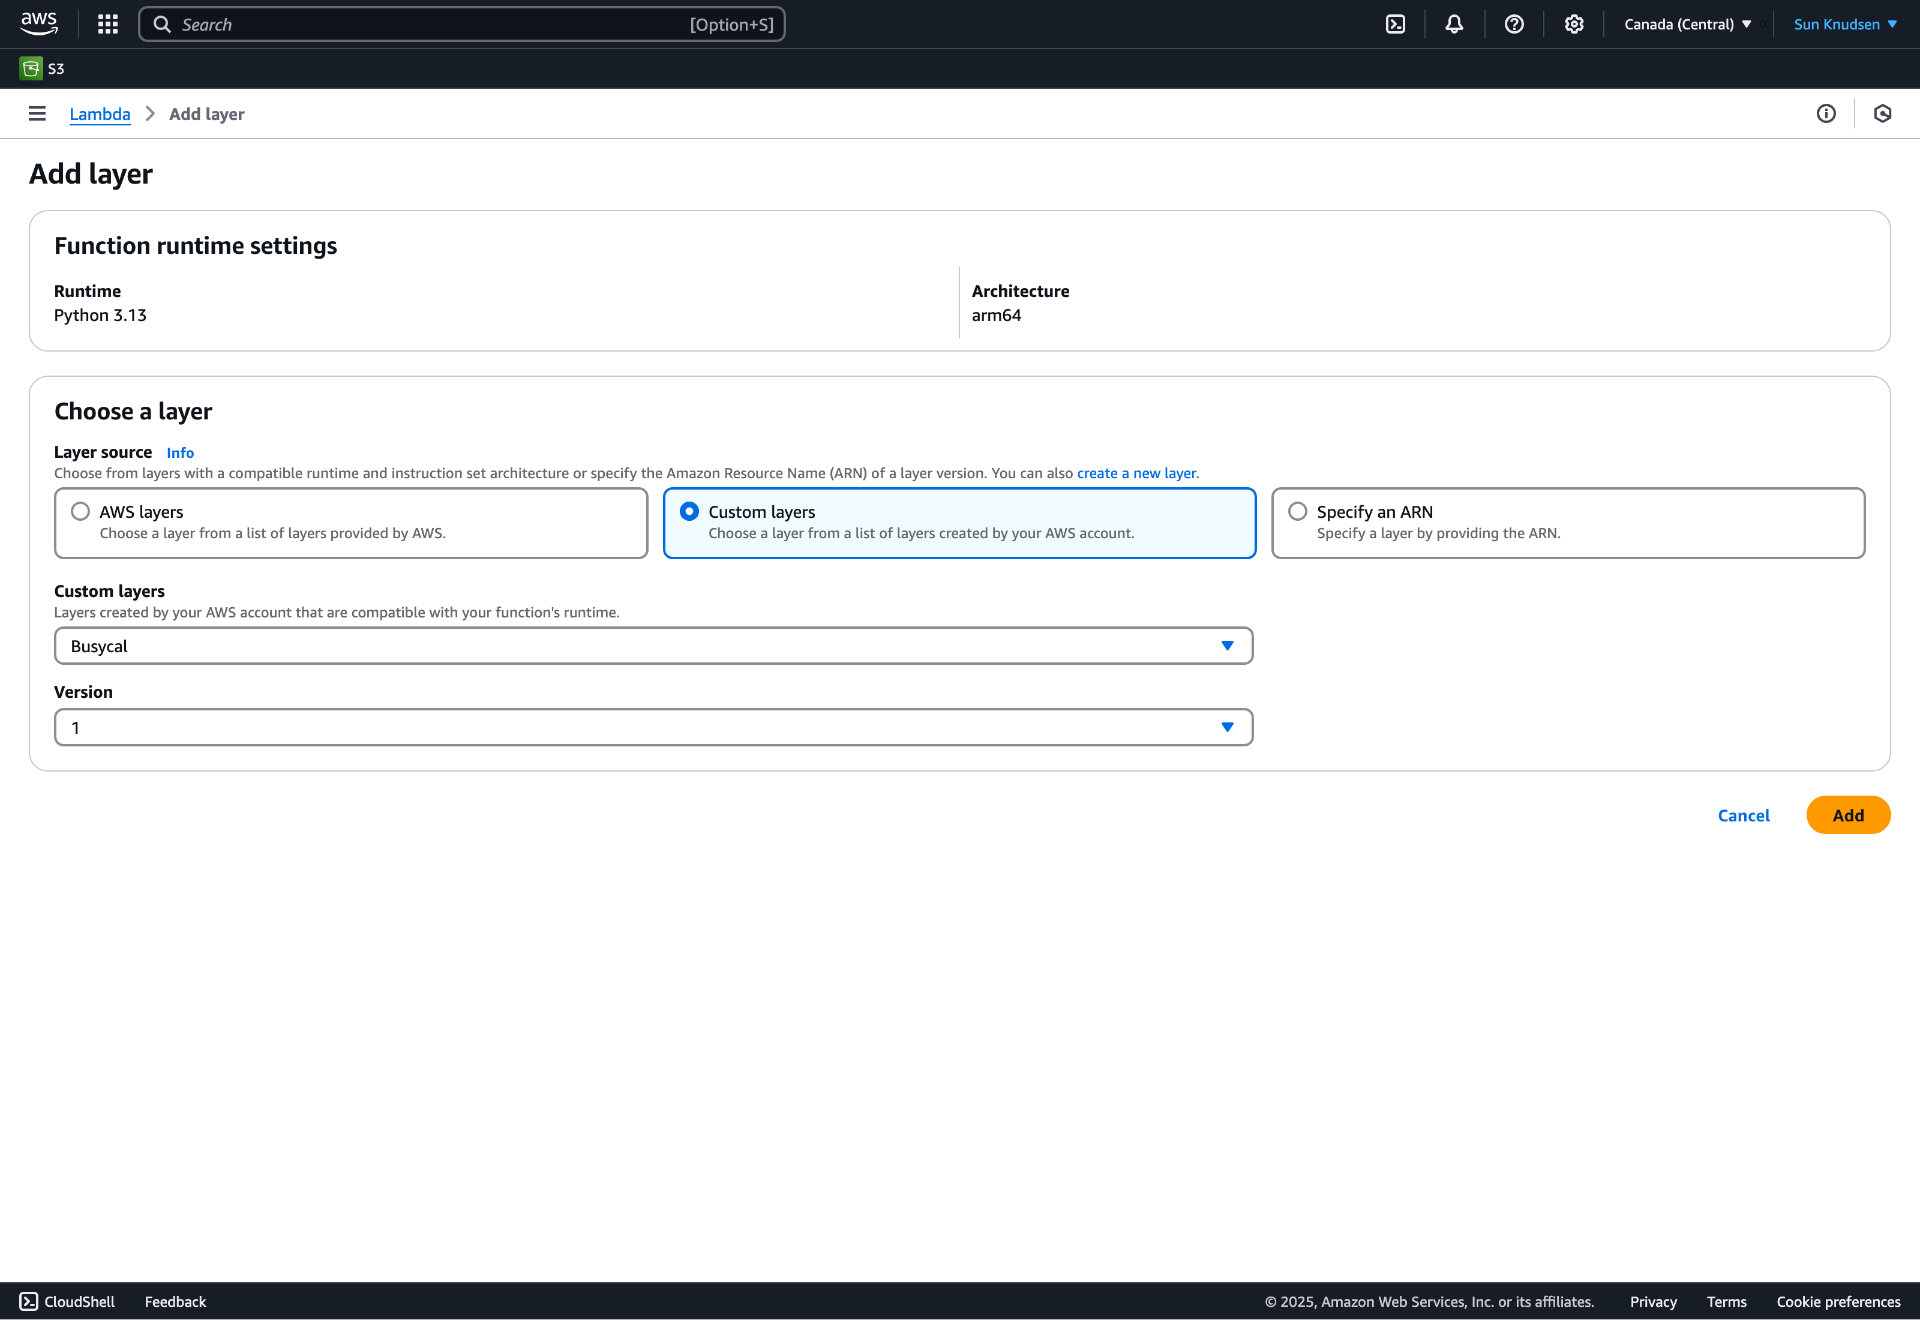 aws
Search [Option+S]
Canada (Central)
Sun Knudsen
S3
Lambda
Add layer
Add layer
Function runtime settings
Runtime
Python 3.13
Architecture
arm64
Choose a layer
Layer source Info
Choose from layers with a compatible runtime and instruction set architecture or specify the Amazon Resource Name (ARN) of a layer version. You can also create a new layer.
AWS layers
Choose a layer from a list of layers provided by AWS.
Custom layers
Choose a layer from a list of layers created by your AWS account.
Specify an ARN
Specify a layer by providing the ARN.
Custom layers
Layers created by your AWS account that are compatible with your function's runtime.
Busycal
Version
1
Cancel
Add
CloudShell
Feedback
© 2025, Amazon Web Services, Inc. or its affiliates.
Privacy
Terms
Cookie preferences